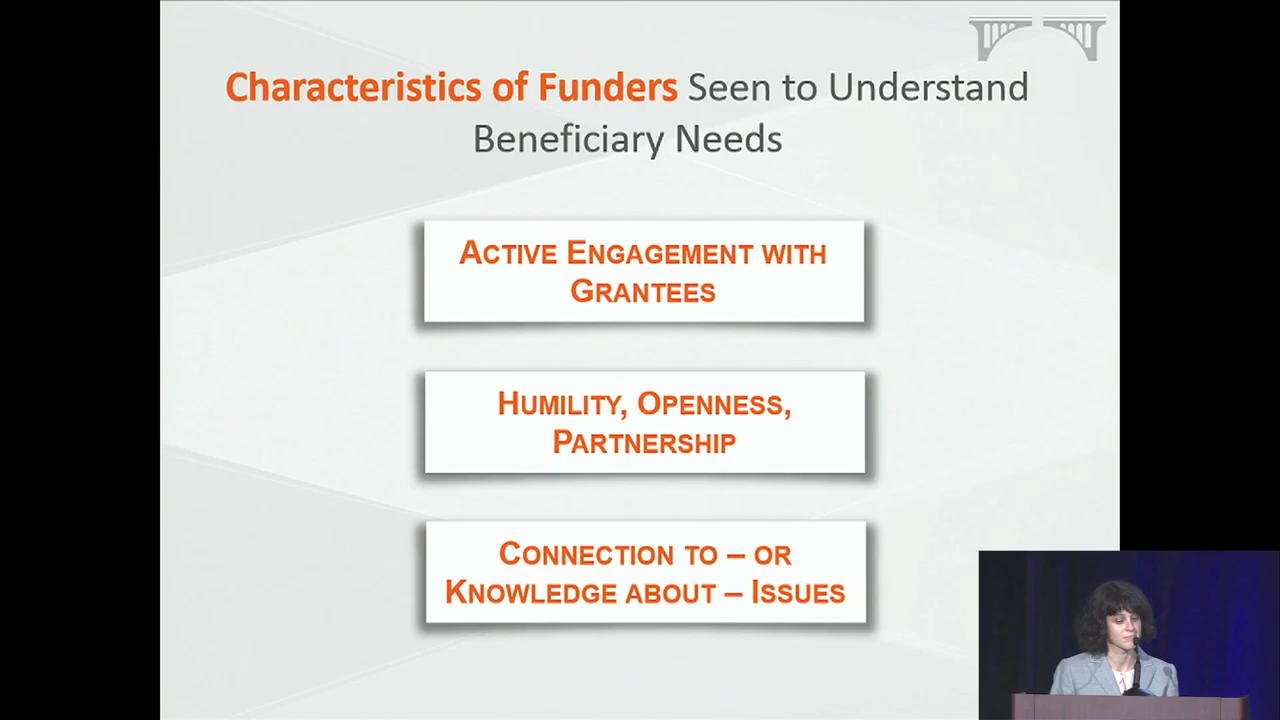 Characteristics of Funders Seen to Understand
Beneficiary Needs
ACTIVE ENGAGEMENT WITH
GRANTEES
HUMILITY, OPENNESS,
PARTNERSHIP
CONNECTION TO – OR
KNOWLEDGE ABOUT – ISSUES